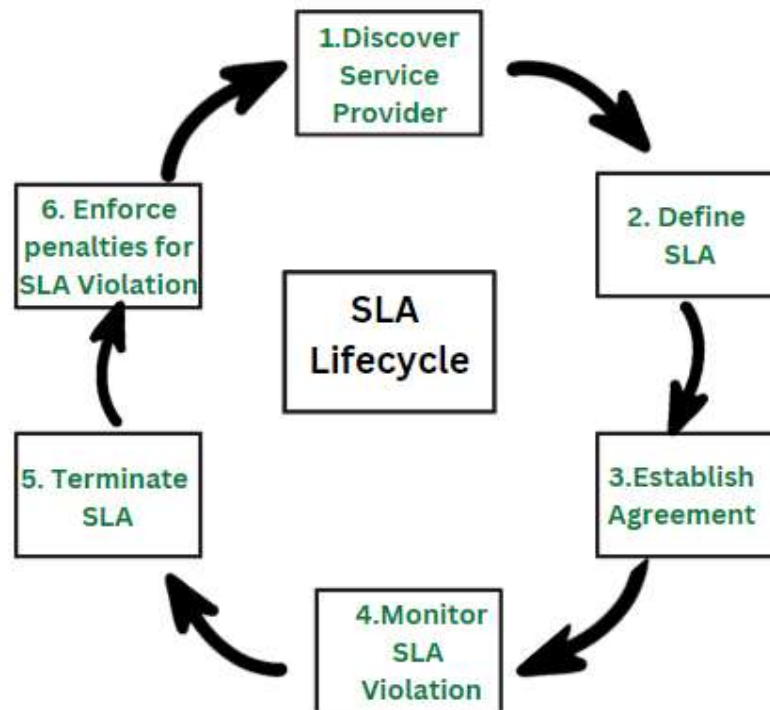 1.Discover
Service
Provider
2. Define
SLA
3.Establish
Agreement
4.Monitor
SLA
Violation
5. Terminate
SLA
6. Enforce
penalties for
SLA Violation
SLA
Lifecycle